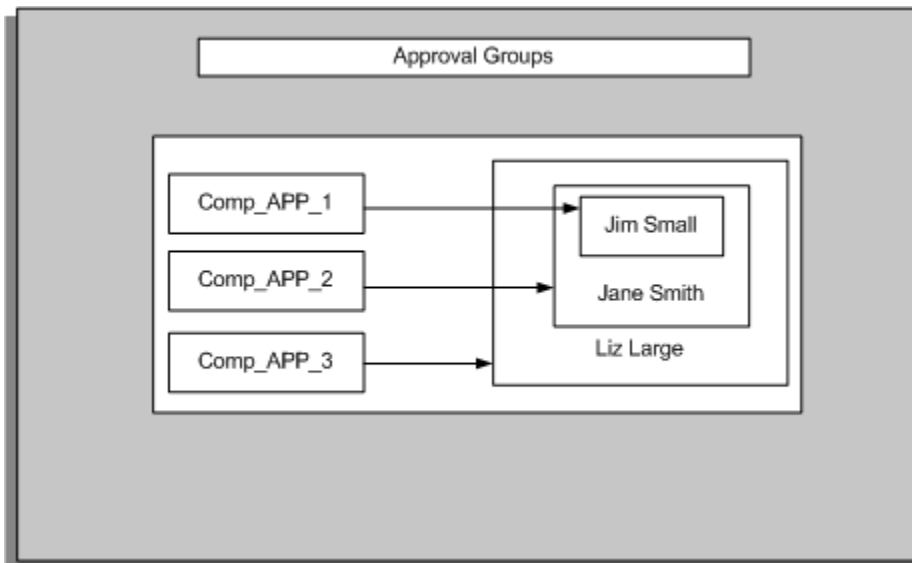 Approval Groups
Comp_APP_1
Comp_APP_2
Comp_APP_3
Jim Small
Jane Smith
Liz Large